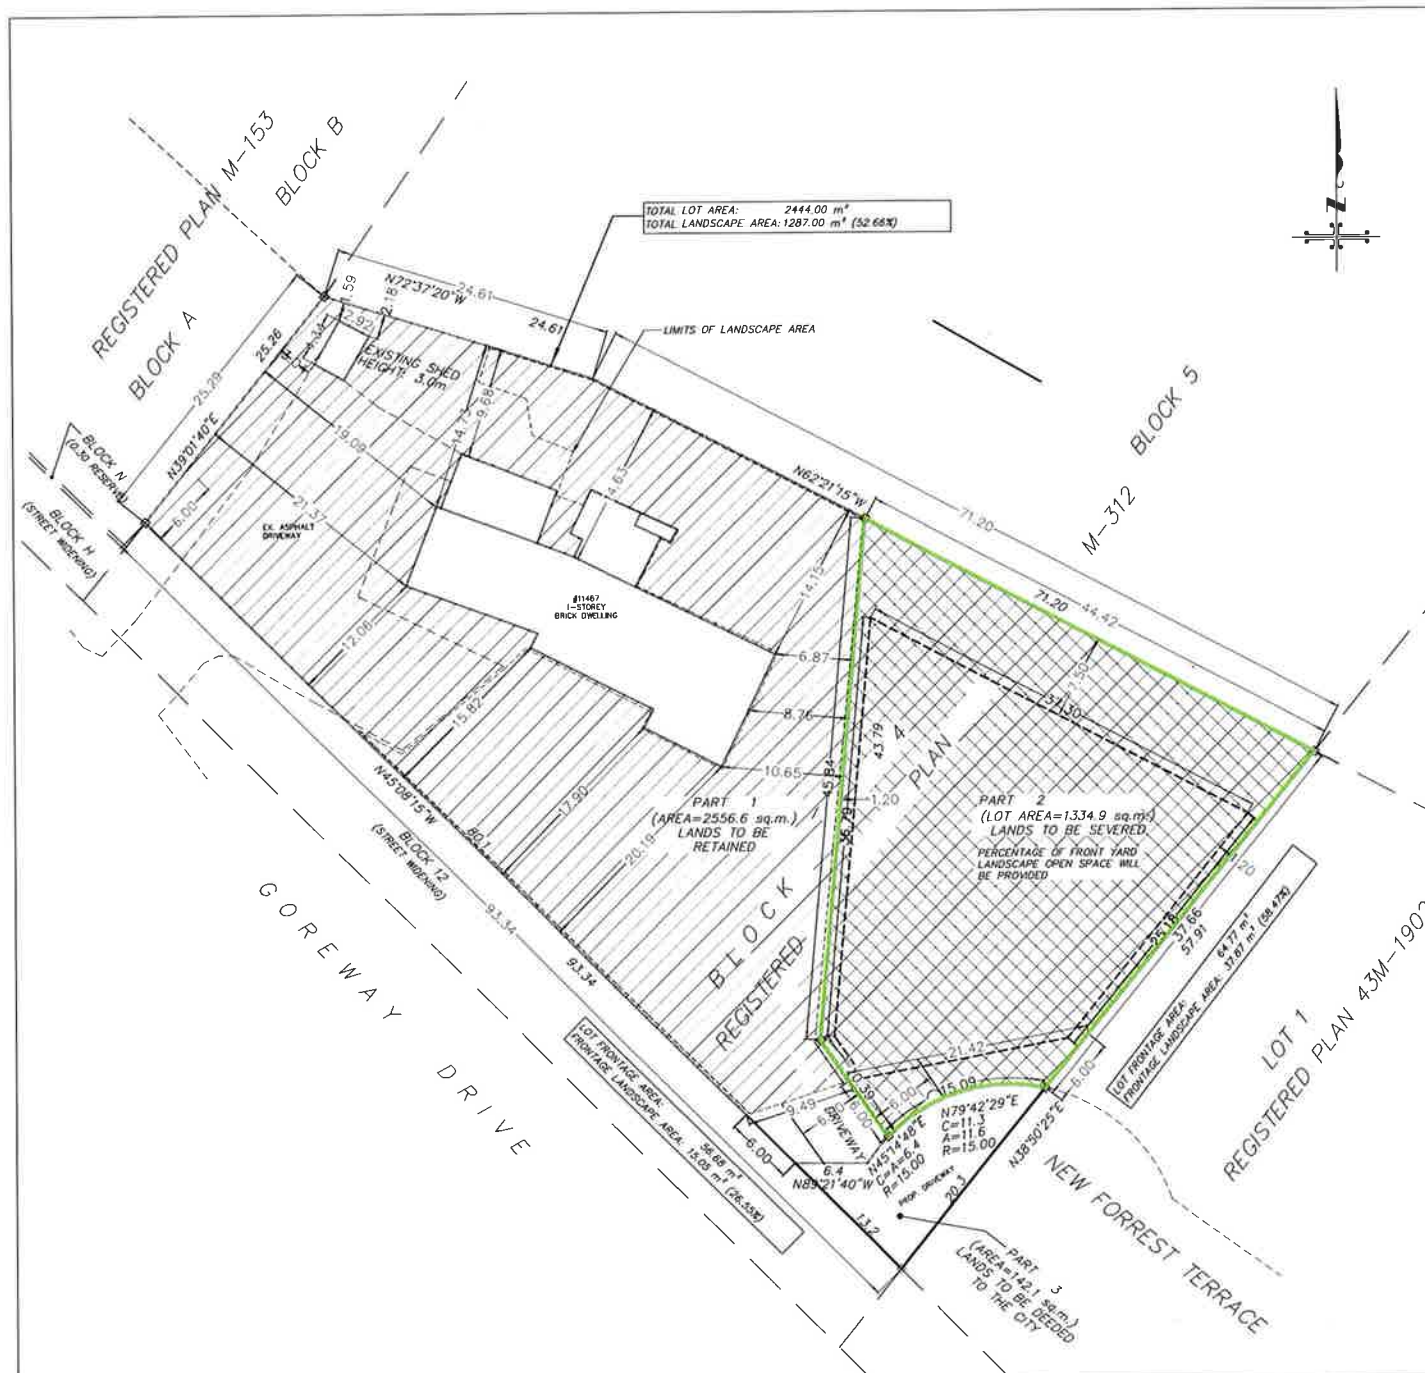 REGISTERED PLAN M-153
BLOCK B
BLOCK A
N
TOTAL LOT AREA: 2444.00 m²
TOTAL LANDSCAPE AREA: 1287.00 m² (52.66%)
LIMITS OF LANDSCAPE AREA
N72°37'20"W
24.61
24.61
1.59
2.18
2.92
4.34
EXISTING SHED
HEIGHT: 3.0m
25.26
25.29
N39°01'40"E
BLOCK N
(0.30 RESERVE)
BLOCK H
(STREET WIDENING)
6.00
19.09
21.37
14.73
9.68
4.63
EX. ASPHALT
DRIVEWAY
#11467
1-STOREY
BRICK DWELLING
N62°21'15"W
71.20
71.20
44.42
BLOCK 5
M-312
14.15
6.87
8.76
10.65
12.06
15.82
17.90
20.19
7.50
37.30
43.79
45.84
26.79
1.20
4
PLAN
PART 1
(AREA=2556.6 sq.m.)
LANDS TO BE
RETAINED
PART 2
(LOT AREA=1334.9 sq.m.)
LANDS TO BE SEVERED
PERCENTAGE OF FRONT YARD
LANDSCAPE OPEN SPACE WILL
BE PROVIDED
1.20
25.18
37.66
57.91
N45°08'15"W
80.1
BLOCK 12
(STREET WIDENING)
93.34
93.34
BLOCK
REGISTERED
GOREWAY DRIVE
LOT FRONTAGE AREA: 56.68 m²
FRONTAGE LANDSCAPE AREA: 15.05 m² (26.55%)
LOT FRONTAGE AREA: 64.77 m²
FRONTAGE LANDSCAPE AREA: 37.87 m² (58.47%)
LOT 1
REGISTERED PLAN 43M-1902
21.42
15.09
6.00
9.49
6.00
6.00
DRIVEWAY
6.00
6.00
N79°42'29"E
C=11.3
A=11.6
R=15.00
N45°14'48"E
C=A=6.4
R=15.00
6.4
N89°21'40"W
N38°50'25"E
PROP. DRIVEWAY
20.3
13.2
NEW FORREST TERRACE
PART 3
(AREA=142.1 sq.m.)
LANDS TO BE DEEDED
TO THE CITY